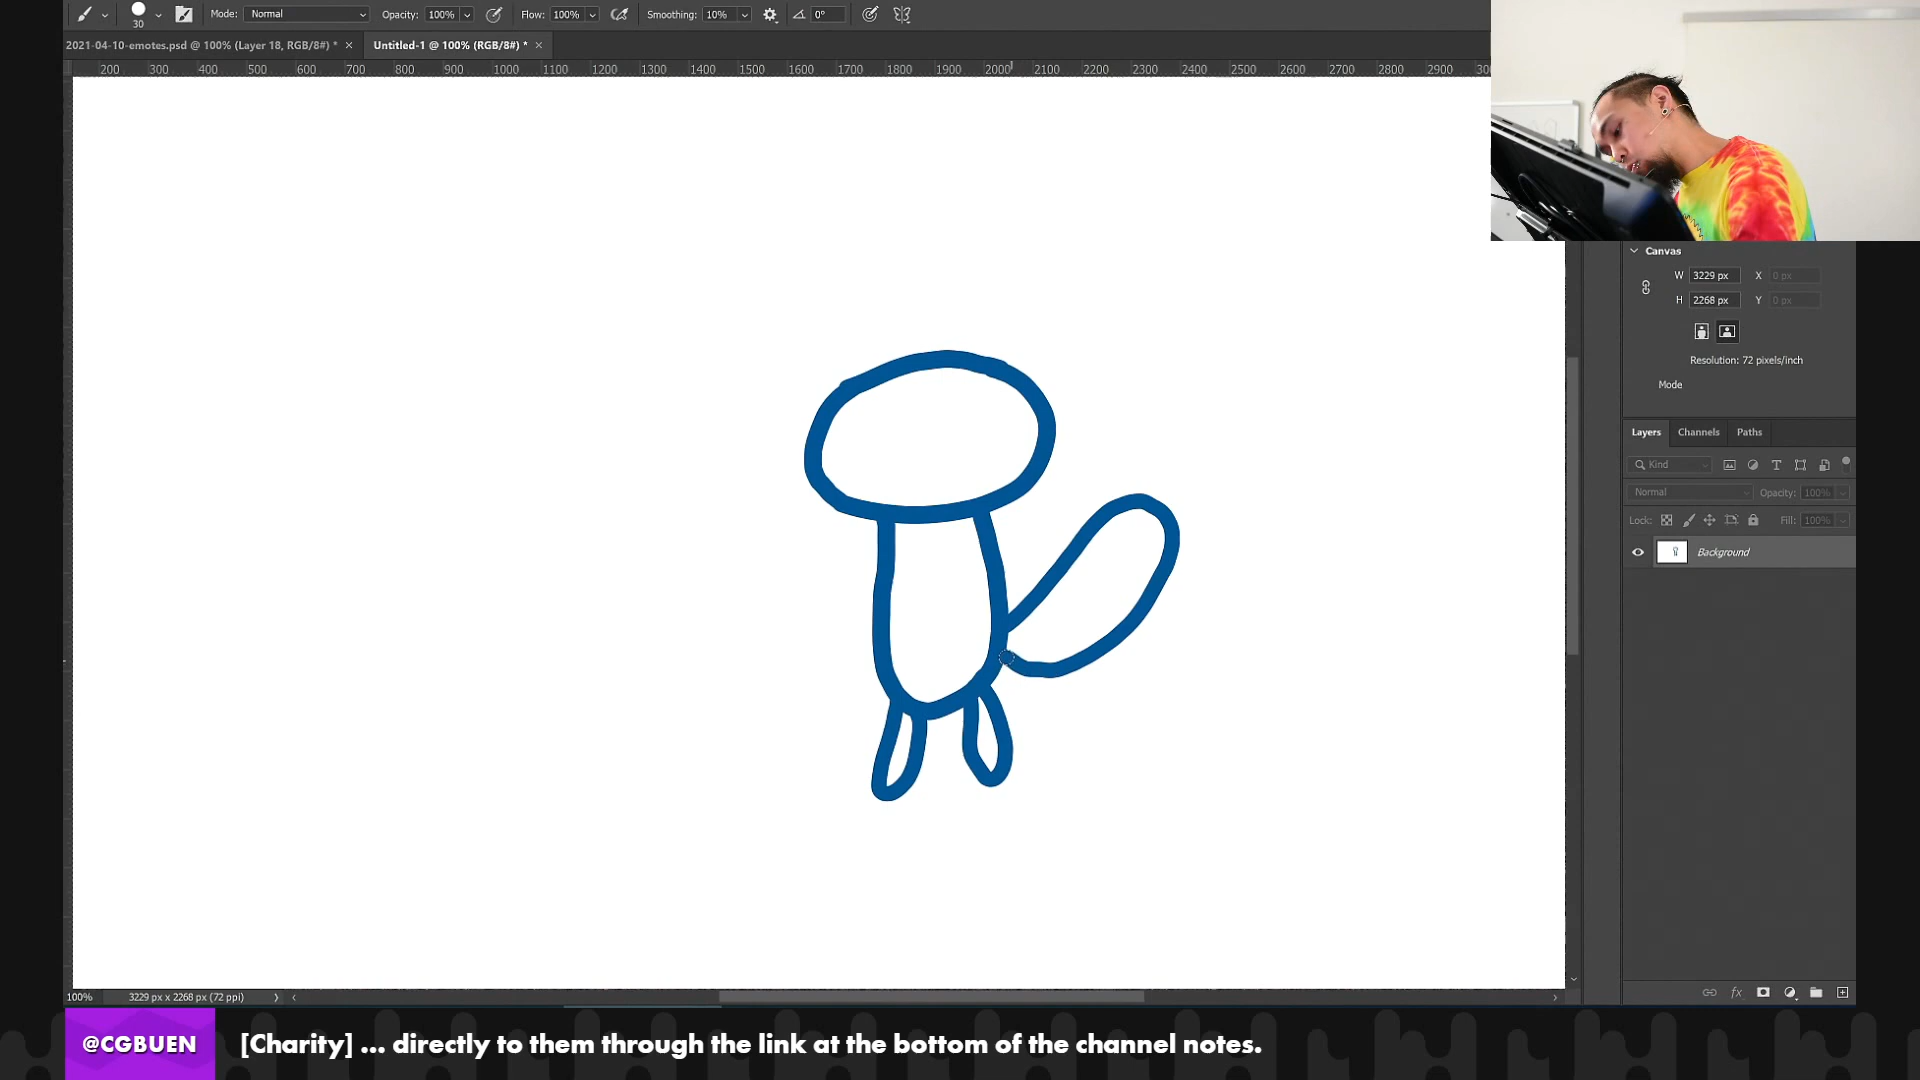 30
Mode: Normal
Opacity: 100%
Flow: 100%
Smoothing: 10%
0°
2021-04-10-emotes.psd @ 100% (Layer 18, RGB/8#) *
Untitled-1 @ 100% (RGB/8#) *
200 300 400 500 600 700 800 900 1000 1100 1200 1300 1400 1500 1600 1700 1800 1900 2000 2100 2200 2300 2400 2500 2600 2700 2800 2900
Canvas
W 3229 px X 0 px
H 2268 px Y 0 px
Resolution: 72 pixels/inch
Mode
Layers Channels Paths
Kind
Normal Opacity: 100%
Lock: Fill: 100%
Background
fx
100% 3229 px x 2268 px (72 ppi)
@CGBUEN
[Charity] ... directly to them through the link at the bottom of the channel notes.